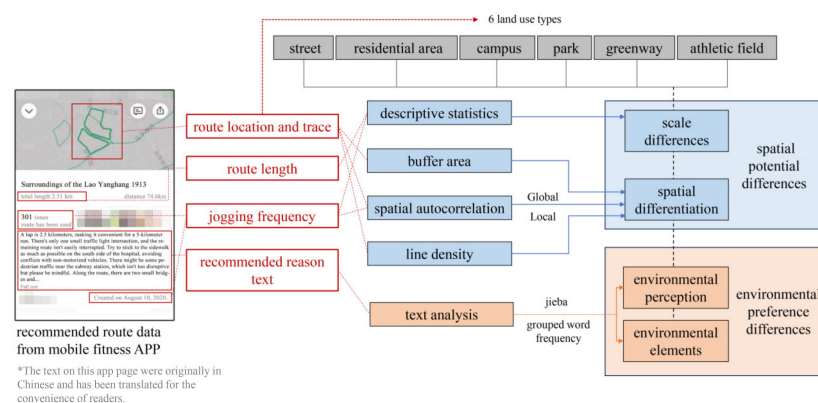 6 land use types
street
residential area
campus
park
greenway
athletic field
route location and trace
route length
jogging frequency
recommended reason
text
descriptive statistics
buffer area
spatial autocorrelation
line density
text analysis
Global
Local
jieba
grouped word
frequency
scale
differences
spatial
differentiation
spatial
potential
differences
environmental
perception
environmental
elements
environmental
preference
differences
Surroundings of the Lao Yanghang 1913
total length 2.51 km
distance 74.6km
301 times
route has been used
A lap is 2.5 kilometers, making it convenient for a 5-kilometer
run. There's only one small traffic light intersection, and the re-
maining route isn't easily interrupted. Try to stick to the sidewalk
as much as possible on the south side of the hospital, avoiding
conflicts with non-motorized vehicles. There might be some pe-
destrian traffic near the subway station, which isn't too disruptive
but please be mindful. Along the route, there are two small bridg-
es and...
Full text
Created on August 10, 2020.
recommended route data
from mobile fitness APP
*The text on this app page were originally in
Chinese and has been translated for the
convenience of readers.